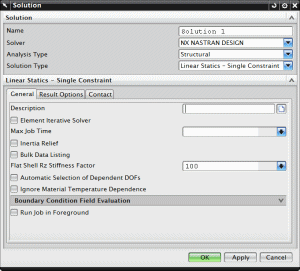 Solution
Solution
Name Solution 1
Solver NX NASTRAN DESIGN
Analysis Type Structural
Solution Type Linear Statics - Single Constraint
Linear Statics - Single Constraint
General Result Options Contact
Description
Element Iterative Solver
Max Job Time
Inertia Relief
Bulk Data Listing
Flat Shell Rz Stiffness Factor 100
Automatic Selection of Dependent DOFs
Ignore Material Temperature Dependence
Boundary Condition Field Evaluation
Run Job in Foreground
OK Apply Cancel